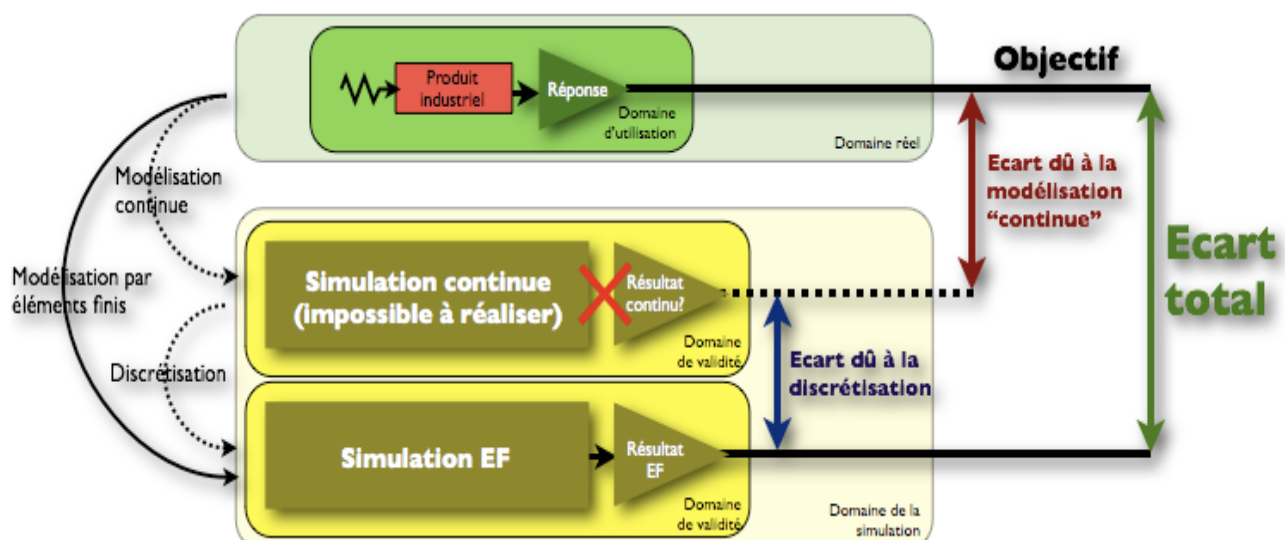 Objectif
Produit
industriel
Réponse
Domaine
d'utilisation
Domaine réel
Modélisation
continue
Ecart dû à la
modélisation
“continue”
Ecart
total
Modélisation par
éléments finis
Simulation continue
(impossible à réaliser)
Résultat
continu?
Domaine
de validité
Discrétisation
Ecart dû à la
discrétisation
Simulation EF
Résultat
EF
Domaine
de validité
Domaine de la
simulation